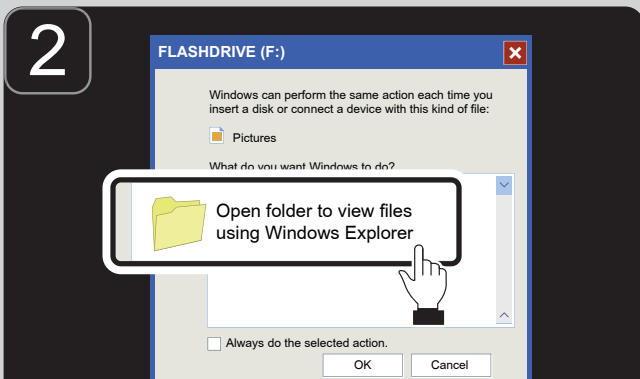 2
FLASHDRIVE (F:)
Windows can perform the same action each time you
insert a disk or connect a device with this kind of file:
Pictures
What do you want Windows to do?
Open folder to view files
using Windows Explorer
Always do the selected action.
OK
Cancel